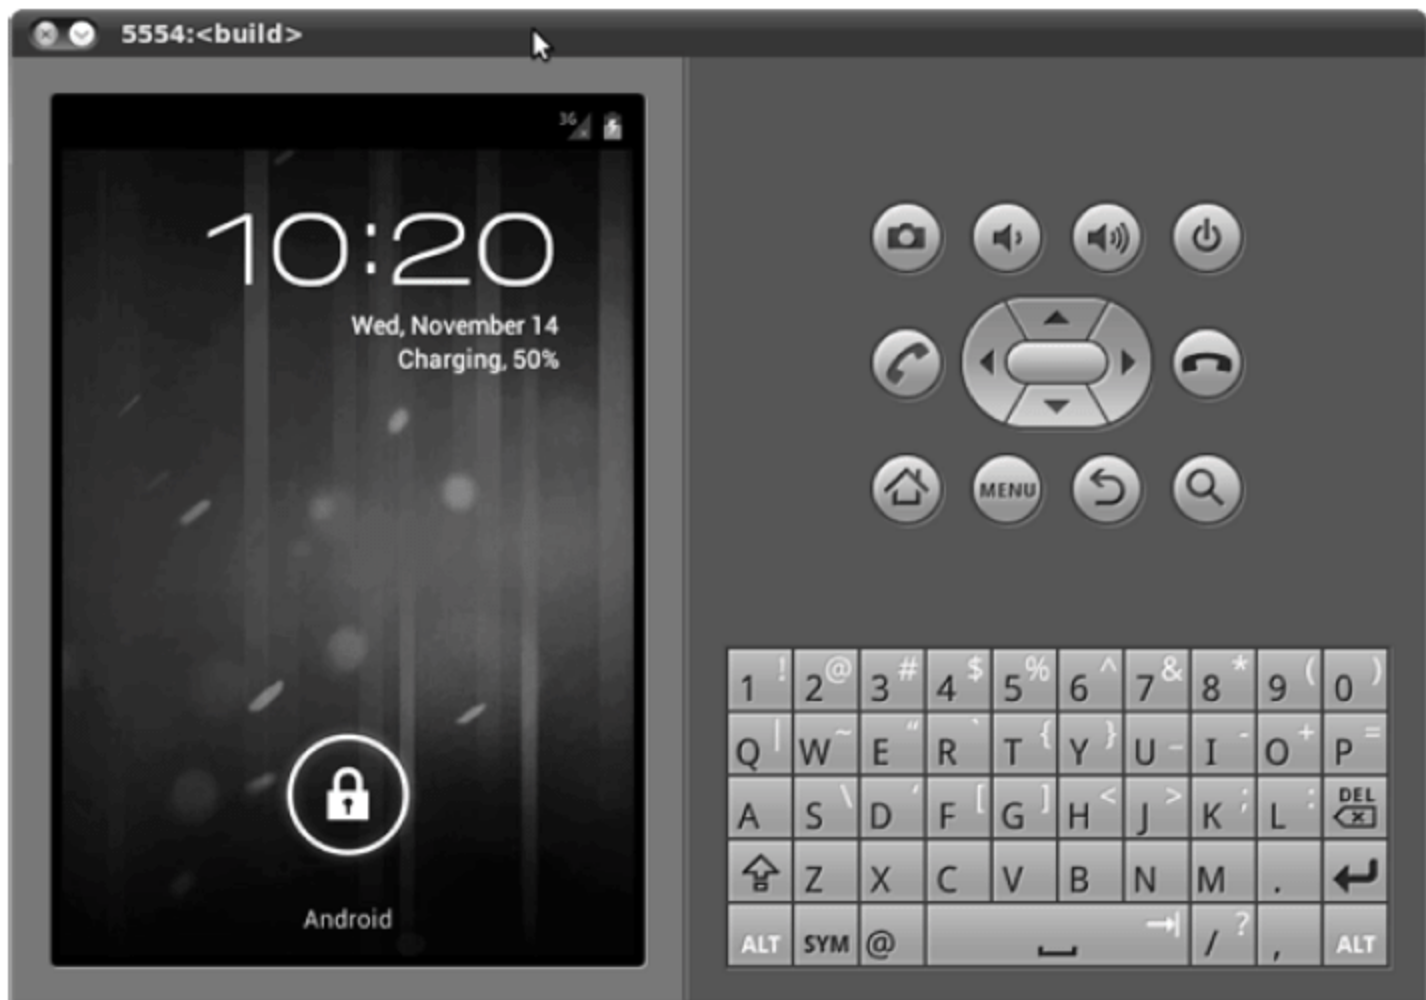 5554:<build>
3G
10:20
Wed, November 14
Charging, 50%
Android
MENU
1 ! 2 @ 3 # 4 $ 5 % 6 ^ 7 & 8 * 9 ( 0 )
Q | W ~ E “ R ` T { Y } U _ I - O + P =
A S \ D ‘ F [ G ] H < J > K ; L : DEL
Z X C V B N M .
ALT SYM @ / ? , ALT